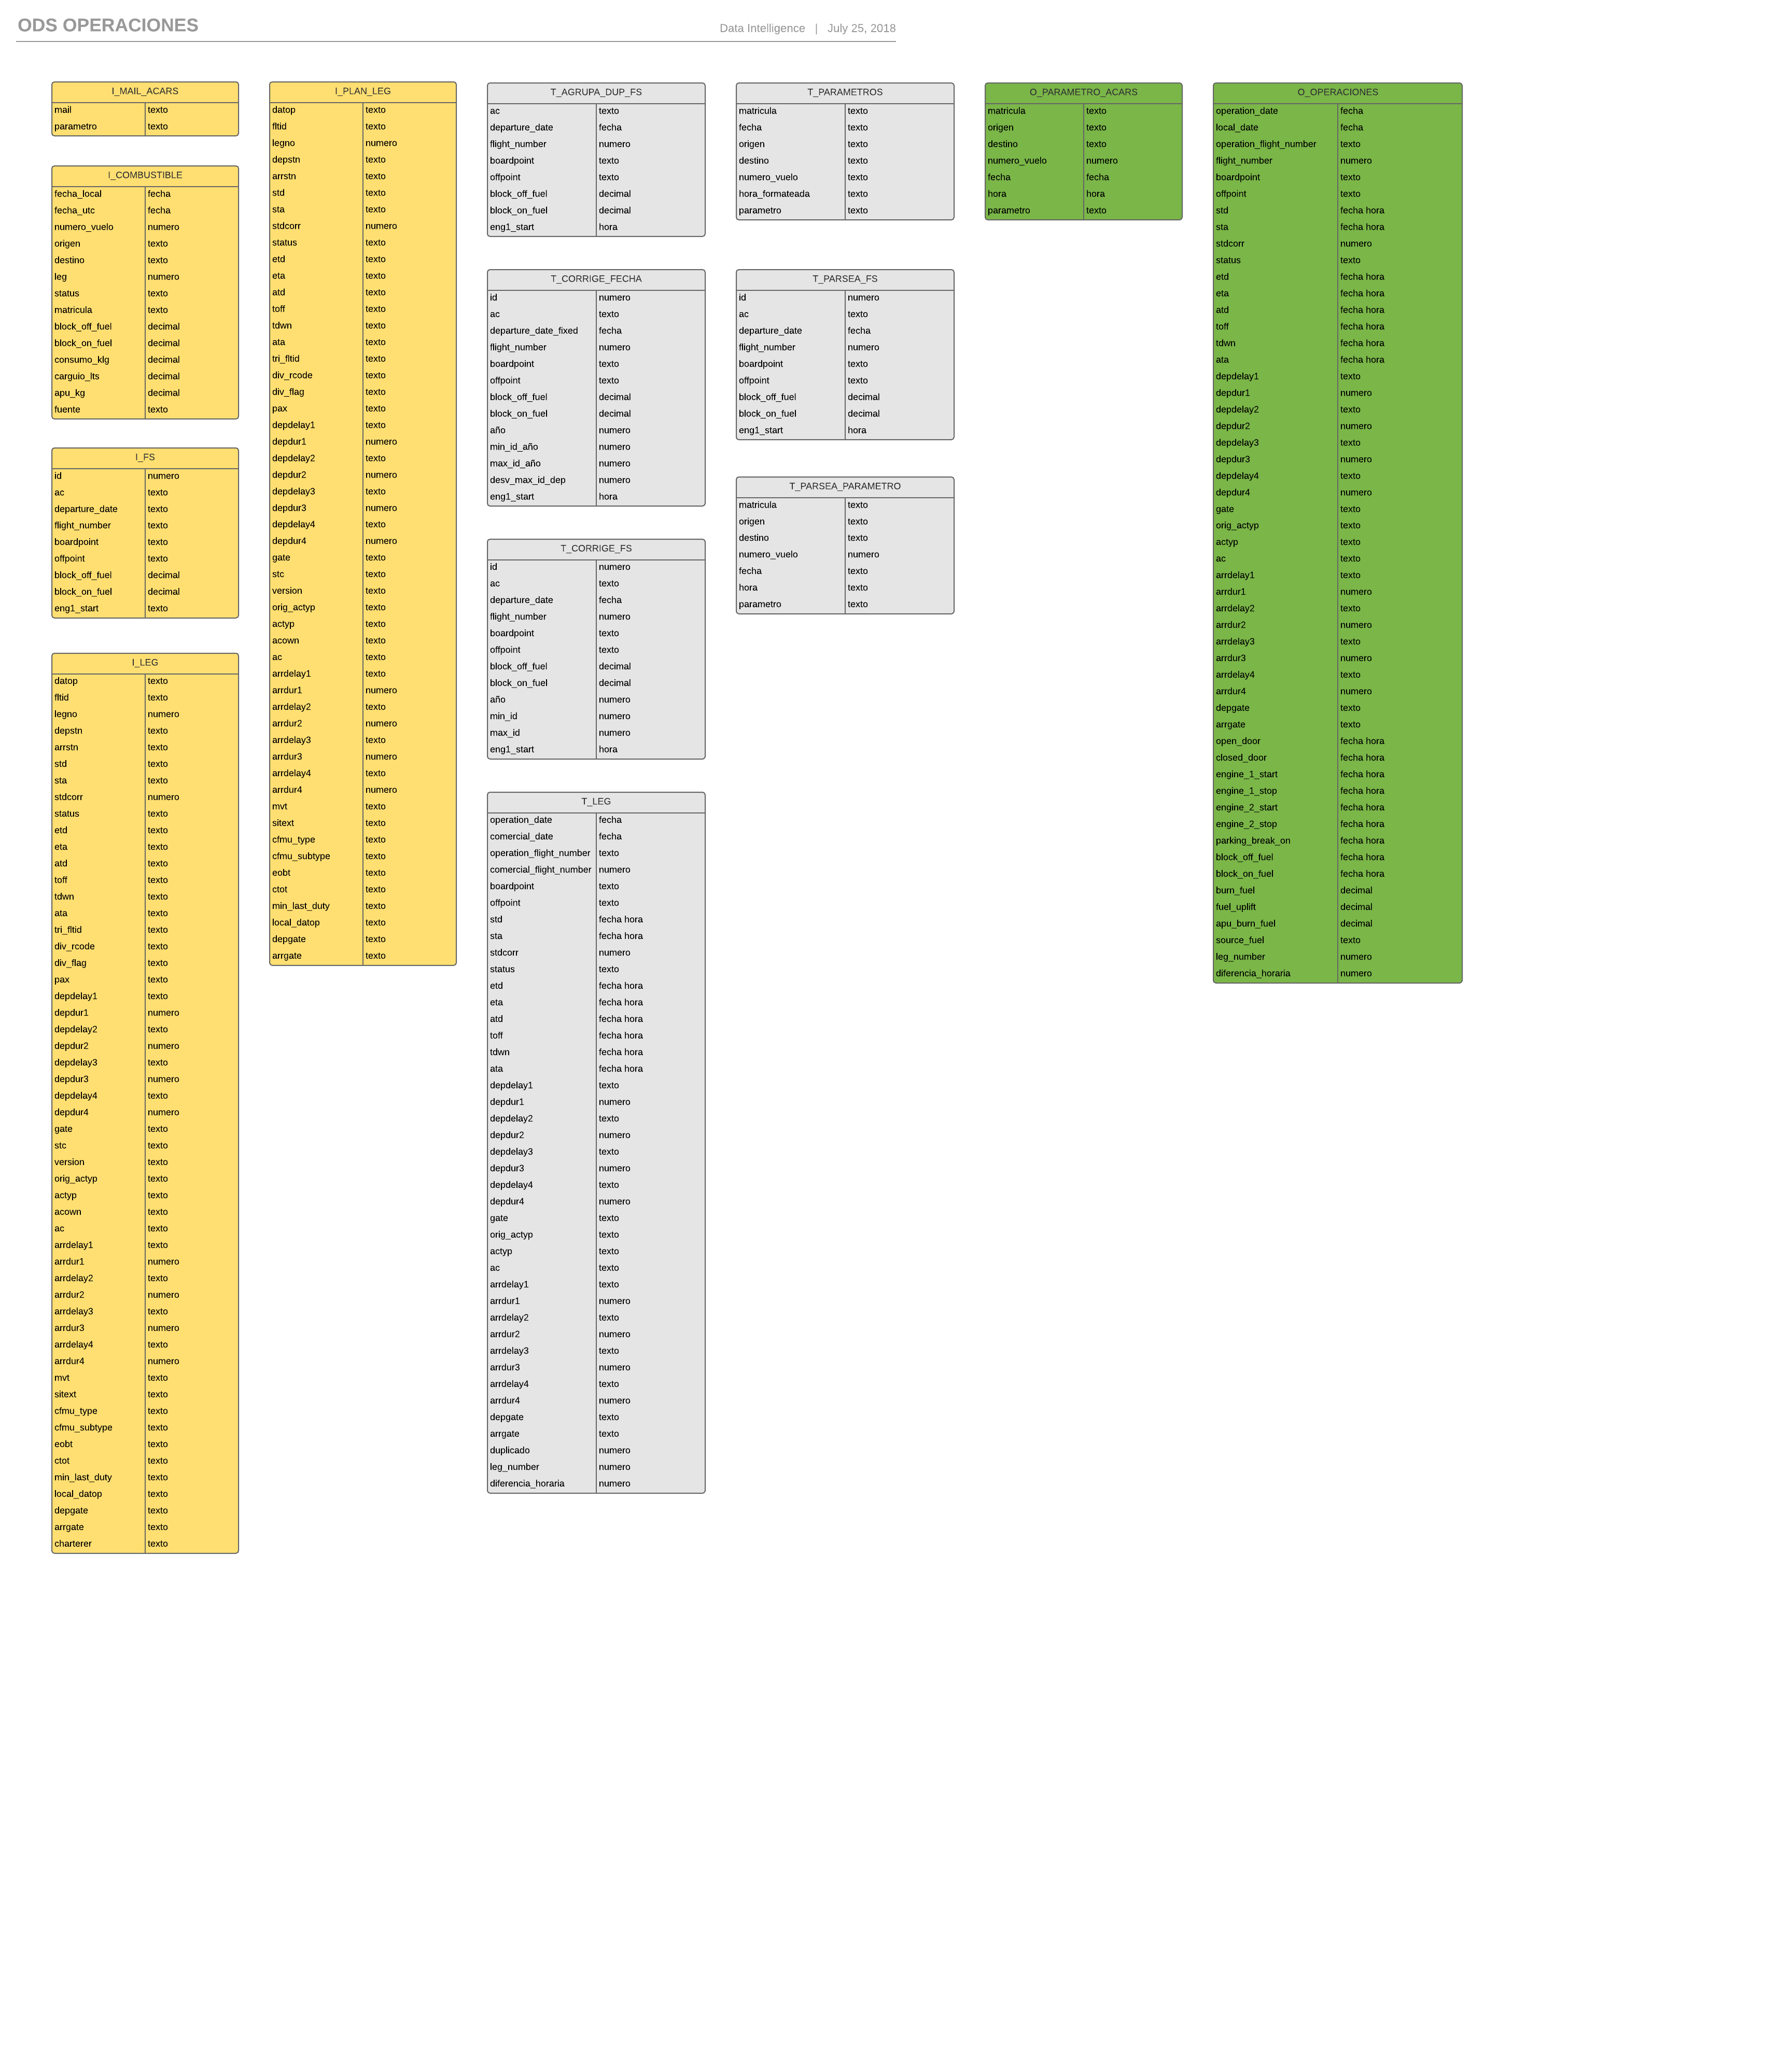 ODS OPERACIONES
Data Intelligence | July 25, 2018
I_MAIL_ACARS
mail texto
parametro texto
I_COMBUSTIBLE
fecha_local fecha
fecha_utc fecha
numero_vuelo numero
origen texto
destino texto
leg numero
status texto
matricula texto
block_off_fuel decimal
block_on_fuel decimal
consumo_klg decimal
carguio_lts decimal
apu_kg decimal
fuente texto
I_FS
id numero
ac texto
departure_date texto
flight_number texto
boardpoint texto
offpoint texto
block_off_fuel decimal
block_on_fuel decimal
eng1_start texto
I_LEG
datop texto
fltid texto
legno numero
depstn texto
arrstn texto
std texto
sta texto
stdcorr numero
status texto
etd texto
eta texto
atd texto
toff texto
tdwn texto
ata texto
tri_fltid texto
div_rcode texto
div_flag texto
pax texto
depdelay1 texto
depdur1 numero
depdelay2 texto
depdur2 numero
depdelay3 texto
depdur3 numero
depdelay4 texto
depdur4 numero
gate texto
stc texto
version texto
orig_actyp texto
actyp texto
acown texto
ac texto
arrdelay1 texto
arrdur1 numero
arrdelay2 texto
arrdur2 numero
arrdelay3 texto
arrdur3 numero
arrdelay4 texto
arrdur4 numero
mvt texto
sitext texto
cfmu_type texto
cfmu_subtype texto
eobt texto
ctot texto
min_last_duty texto
local_datop texto
depgate texto
arrgate texto
charterer texto
I_PLAN_LEG
datop texto
fltid texto
legno numero
depstn texto
arrstn texto
std texto
sta texto
stdcorr numero
status texto
etd texto
eta texto
atd texto
toff texto
tdwn texto
ata texto
tri_fltid texto
div_rcode texto
div_flag texto
pax texto
depdelay1 texto
depdur1 numero
depdelay2 texto
depdur2 numero
depdelay3 texto
depdur3 numero
depdelay4 texto
depdur4 numero
gate texto
stc texto
version texto
orig_actyp texto
actyp texto
acown texto
ac texto
arrdelay1 texto
arrdur1 numero
arrdelay2 texto
arrdur2 numero
arrdelay3 texto
arrdur3 numero
arrdelay4 texto
arrdur4 numero
mvt texto
sitext texto
cfmu_type texto
cfmu_subtype texto
eobt texto
ctot texto
min_last_duty texto
local_datop texto
depgate texto
arrgate texto
T_AGRUPA_DUP_FS
ac texto
departure_date fecha
flight_number numero
boardpoint texto
offpoint texto
block_off_fuel decimal
block_on_fuel decimal
eng1_start hora
T_CORRIGE_FECHA
id numero
ac texto
departure_date_fixed fecha
flight_number numero
boardpoint texto
offpoint texto
block_off_fuel decimal
block_on_fuel decimal
año numero
min_id_año numero
max_id_año numero
desv_max_id_dep numero
eng1_start hora
T_CORRIGE_FS
id numero
ac texto
departure_date fecha
flight_number numero
boardpoint texto
offpoint texto
block_off_fuel decimal
block_on_fuel decimal
año numero
min_id numero
max_id numero
eng1_start hora
T_LEG
operation_date fecha
comercial_date fecha
operation_flight_number texto
comercial_flight_number numero
boardpoint texto
offpoint texto
std fecha hora
sta fecha hora
stdcorr numero
status texto
etd fecha hora
eta fecha hora
atd fecha hora
toff fecha hora
tdwn fecha hora
ata fecha hora
depdelay1 texto
depdur1 numero
depdelay2 texto
depdur2 numero
depdelay3 texto
depdur3 numero
depdelay4 texto
depdur4 numero
gate texto
orig_actyp texto
actyp texto
ac texto
arrdelay1 texto
arrdur1 numero
arrdelay2 texto
arrdur2 numero
arrdelay3 texto
arrdur3 numero
arrdelay4 texto
arrdur4 numero
depgate texto
arrgate texto
duplicado numero
leg_number numero
diferencia_horaria numero
T_PARAMETROS
matricula texto
fecha texto
origen texto
destino texto
numero_vuelo texto
hora_formateada texto
parametro texto
T_PARSEA_FS
id numero
ac texto
departure_date fecha
flight_number numero
boardpoint texto
offpoint texto
block_off_fuel decimal
block_on_fuel decimal
eng1_start hora
T_PARSEA_PARAMETRO
matricula texto
origen texto
destino texto
numero_vuelo numero
fecha texto
hora texto
parametro texto
O_PARAMETRO_ACARS
matricula texto
origen texto
destino texto
numero_vuelo numero
fecha fecha
hora hora
parametro texto
O_OPERACIONES
operation_date fecha
local_date fecha
operation_flight_number texto
flight_number numero
boardpoint texto
offpoint texto
std fecha hora
sta fecha hora
stdcorr numero
status texto
etd fecha hora
eta fecha hora
atd fecha hora
toff fecha hora
tdwn fecha hora
ata fecha hora
depdelay1 texto
depdur1 numero
depdelay2 texto
depdur2 numero
depdelay3 texto
depdur3 numero
depdelay4 texto
depdur4 numero
gate texto
orig_actyp texto
actyp texto
ac texto
arrdelay1 texto
arrdur1 numero
arrdelay2 texto
arrdur2 numero
arrdelay3 texto
arrdur3 numero
arrdelay4 texto
arrdur4 numero
depgate texto
arrgate texto
open_door fecha hora
closed_door fecha hora
engine_1_start fecha hora
engine_1_stop fecha hora
engine_2_start fecha hora
engine_2_stop fecha hora
parking_break_on fecha hora
block_off_fuel fecha hora
block_on_fuel fecha hora
burn_fuel decimal
fuel_uplift decimal
apu_burn_fuel decimal
source_fuel texto
leg_number numero
diferencia_horaria numero